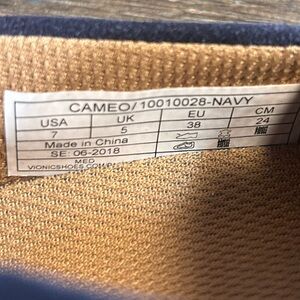 CAMEO/10010028-NAVY
USA UK EU CM
7 5 38 24
Made in China
SE: 06-2018
MED
VIONICSHOES.COM